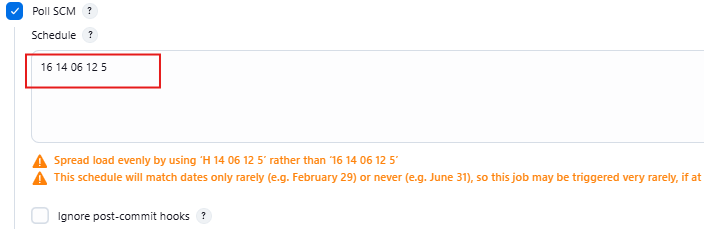 Poll SCM ?
Schedule ?
16 14 06 12 5
Spread load evenly by using ‘H 14 06 12 5’ rather than ‘16 14 06 12 5’
This schedule will match dates only rarely (e.g. February 29) or never (e.g. June 31), so this job may be triggered very rarely, if at
Ignore post-commit hooks ?